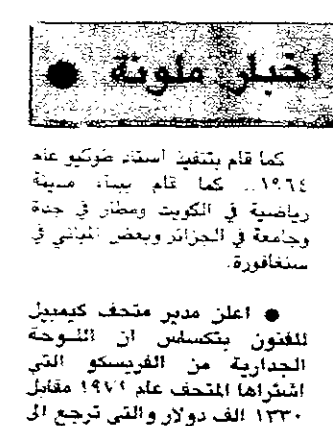 اخبار ملونة ●
كما قام بتنفيذ استاد طوكيو عام
١٩٦٤.. كما قام ببناء مدينة
رياضية في الكويت ومطار في جدة
وجامعة في الجزائر وبعض المباني في
سنغافورة.
● اعلن مدير متحف كيمبيل
للفنون بتكساس ان اللوحة
الجدارية من الفريسكو التي
اشتراها المتحف عام ١٩٧١ مقابل
١٣٣٠ الف دولار والتي ترجع الى